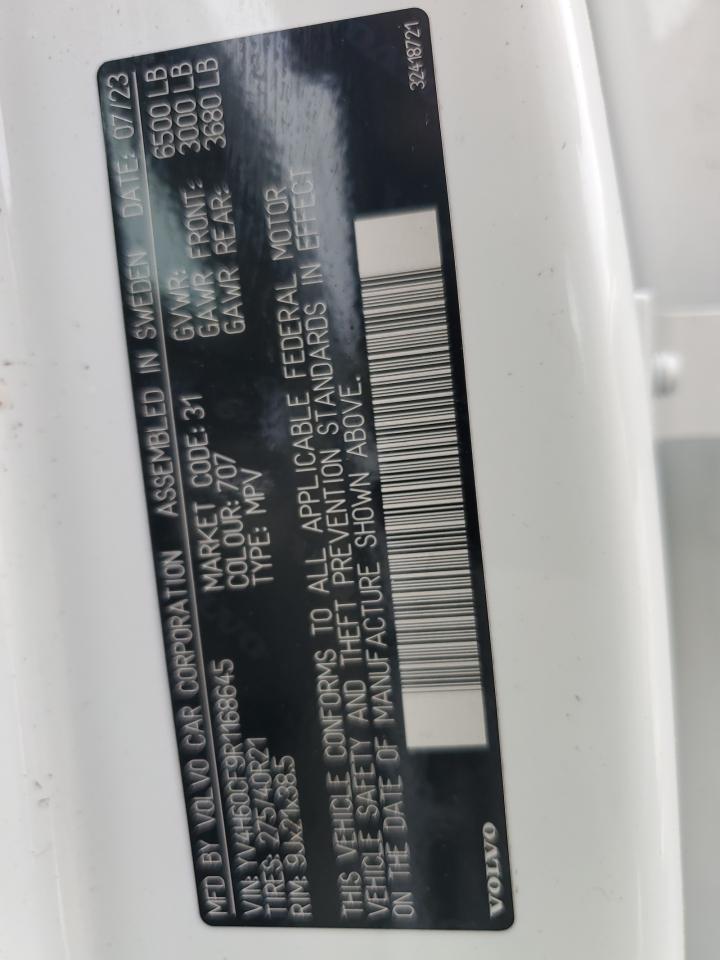 MFD BY VOLVO CAR CORPORATION ASSEMBLED IN SWEDEN DATE: 07/23
VIN: YV4H60CF9R1168645 MARKET CODE: 31 GVWR: 6500 LB
TIRES: 275/40R21 COLOUR: 707 GAWR FRONT: 3000 LB
RIM: 9Jx21x38.5 TYPE: MPV GAWR REAR: 3680 LB
THIS VEHICLE CONFORMS TO ALL APPLICABLE FEDERAL MOTOR
VEHICLE SAFETY AND THEFT PREVENTION STANDARDS IN EFFECT
ON THE DATE OF MANUFACTURE SHOWN ABOVE.
VOLVO 32418721